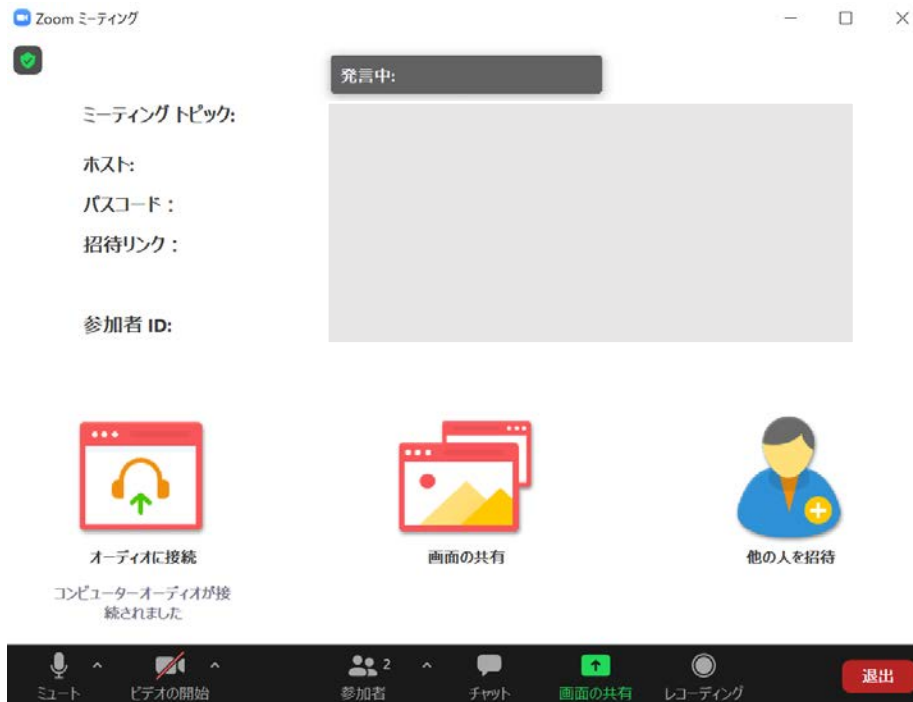 Zoom ミーティング
発言中:
ミーティング トピック:
ホスト:
パスコード：
招待リンク：
参加者 ID:
オーディオに接続
コンピューターオーディオが接
続されました
画面の共有
他の人を招待
ミュート
ビデオの開始
2
参加者
チャット
画面の共有
レコーディング
退出